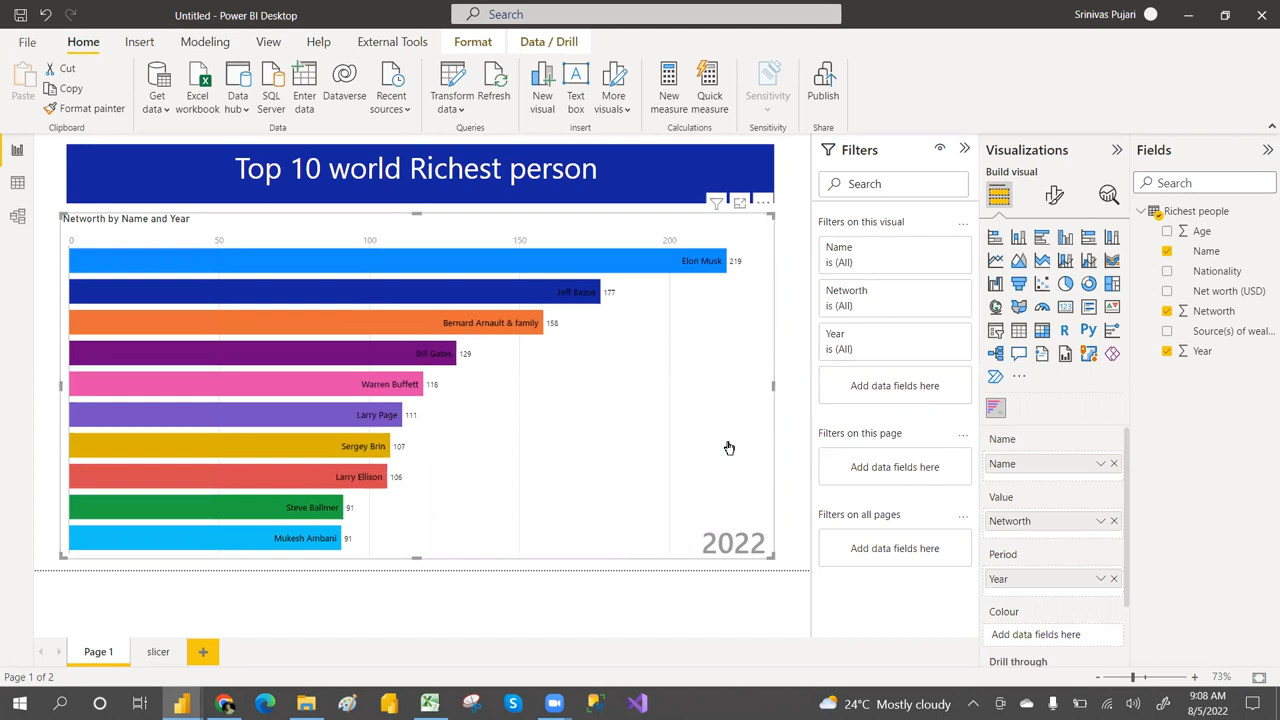 Untitled - Power BI Desktop
Search
Srinivas Pujari
File Home Insert Modeling View Help External Tools Format Data / Drill
Paste
Cut
Copy
Format painter
Clipboard
Get data
Excel workbook
Data hub
SQL Server
Enter data
Dataverse
Recent sources
Data
Transform data
Refresh
Queries
New visual
Text box
More visuals
Insert
New measure
Quick measure
Calculations
Sensitivity
Sensitivity
Publish
Share
Top 10 world Richest person
Networth by Name and Year
0 50 100 150 200
Elon Musk 219
Jeff Bezos 177
Bernard Arnault & family 158
Bill Gates 129
Warren Buffett 118
Larry Page 111
Sergey Brin 107
Larry Ellison 106
Steve Ballmer 91
Mukesh Ambani 91
2022
Filters
Search
Filters on this visual
Name
is (All)
Networth
is (All)
Year
is (All)
Add data fields here
Filters on this page
Add data fields here
Filters on all pages
Add data fields here
Visualizations
Build visual
R
Py
123
Name
Name
Value
Networth
Period
Year
Colour
Add data fields here
Drill through
Fields
Search
Richest people
Age
Name
Nationality
Net worth (USD)
Networth
Source(s) of weal...
Year
Page 1
slicer
Page 1 of 2
73%
24°C Mostly cloudy
9:08 AM
8/5/2022